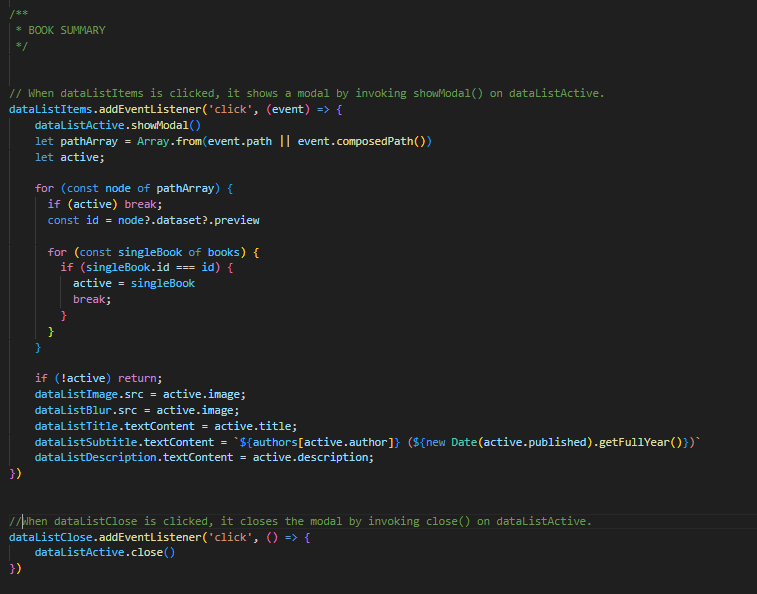 /**
 * BOOK SUMMARY
 */
// When dataListItems is clicked, it shows a modal by invoking showModal() on dataListActive.
dataListItems.addEventListener('click', (event) => {
    dataListActive.showModal()
    let pathArray = Array.from(event.path || event.composedPath())
    let active;
    for (const node of pathArray) {
      if (active) break;
      const id = node?.dataset?.preview
      for (const singleBook of books) {
        if (singleBook.id === id) {
          active = singleBook
          break;
        }
      }
    }
    if (!active) return;
    dataListImage.src = active.image;
    dataListBlur.src = active.image;
    dataListTitle.textContent = active.title;
    dataListSubtitle.textContent = `${authors[active.author]} (${new Date(active.published).getFullYear()})`
    dataListDescription.textContent = active.description;
})
//When dataListClose is clicked, it closes the modal by invoking close() on dataListActive.
dataListClose.addEventListener('click', () => {
    dataListActive.close()
})